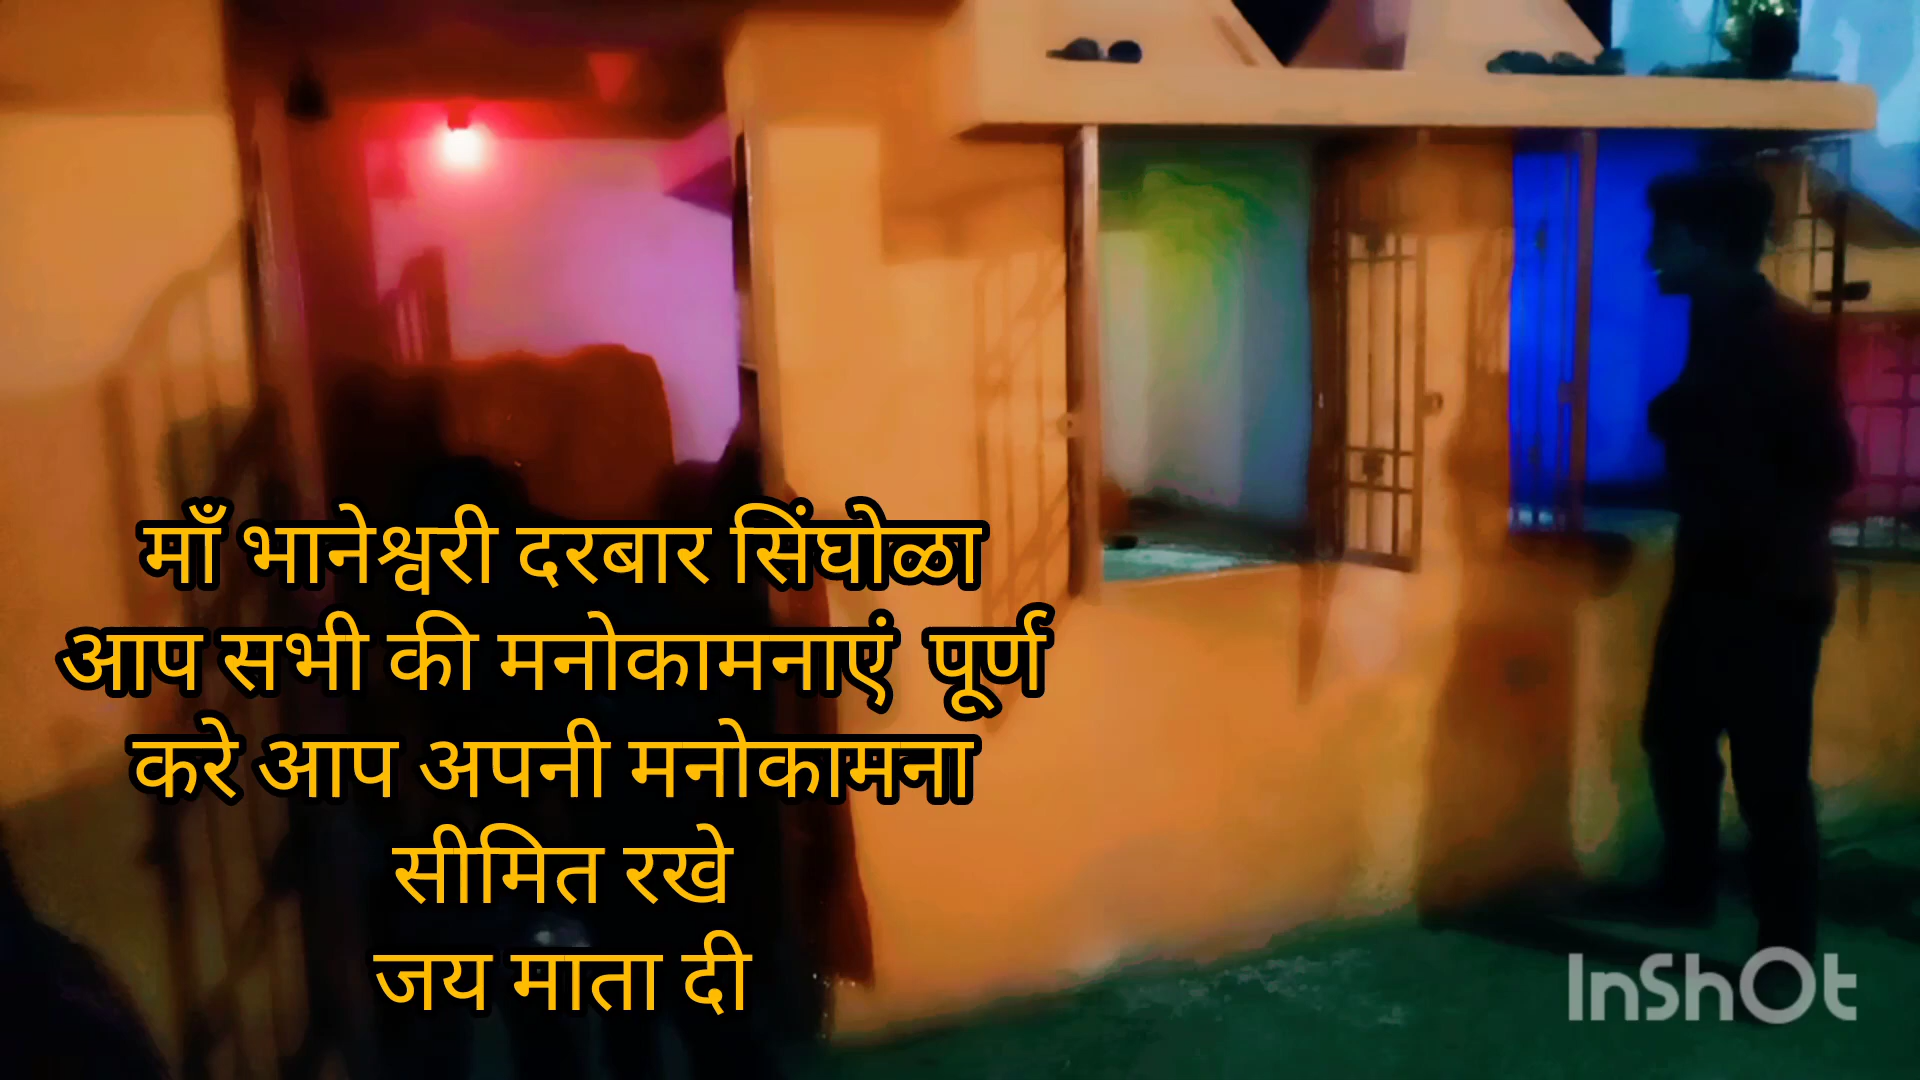 माँ भानेश्वरी दरबार सिंघोळा
आप सभी की मनोकामनाएं पूर्ण
करे आप अपनी मनोकामना
सीमित रखे
जय माता दी
InShOt